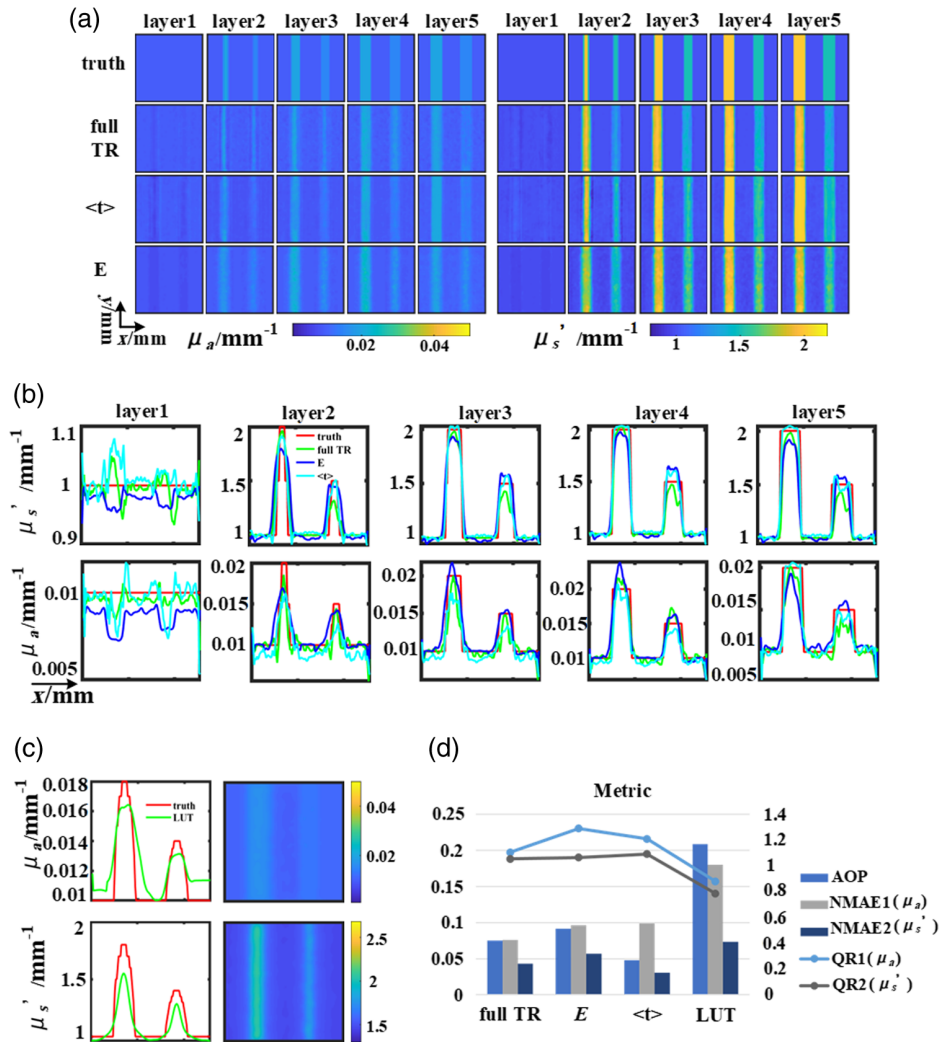 (a)
layer1 layer2 layer3 layer4 layer5 layer1 layer2 layer3 layer4 layer5
truth
full
TR
<t>
E
y/mm
x/mm
μa/mm⁻¹
0.02 0.04
μs' /mm⁻¹
1 1.5 2
(b)
layer1 layer2 layer3 layer4 layer5
μs' /mm⁻¹
1.1
1
0.9
2
1.5
1
truth
full TR
E
<t>
2
1.5
1
2
1.5
1
2
1.5
1
μa/mm⁻¹
0.01
0.005
0.02
0.015
0.01
0.02
0.015
0.01
0.02
0.015
0.01
0.02
0.015
0.01
0.005
x/mm
(c)
μa/mm⁻¹
0.018
0.016
0.014
0.012
0.01
truth
LUT
0.04
0.02
μs' /mm⁻¹
2
1.5
1
2.5
2
1.5
(d)
Metric
0.25
0.2
0.15
0.1
0.05
0
1.4
1.2
1
0.8
0.6
0.4
0.2
0
full TR E <t> LUT
AOP
NMAE1(μa)
NMAE2(μs')
QR1(μa)
QR2(μs')